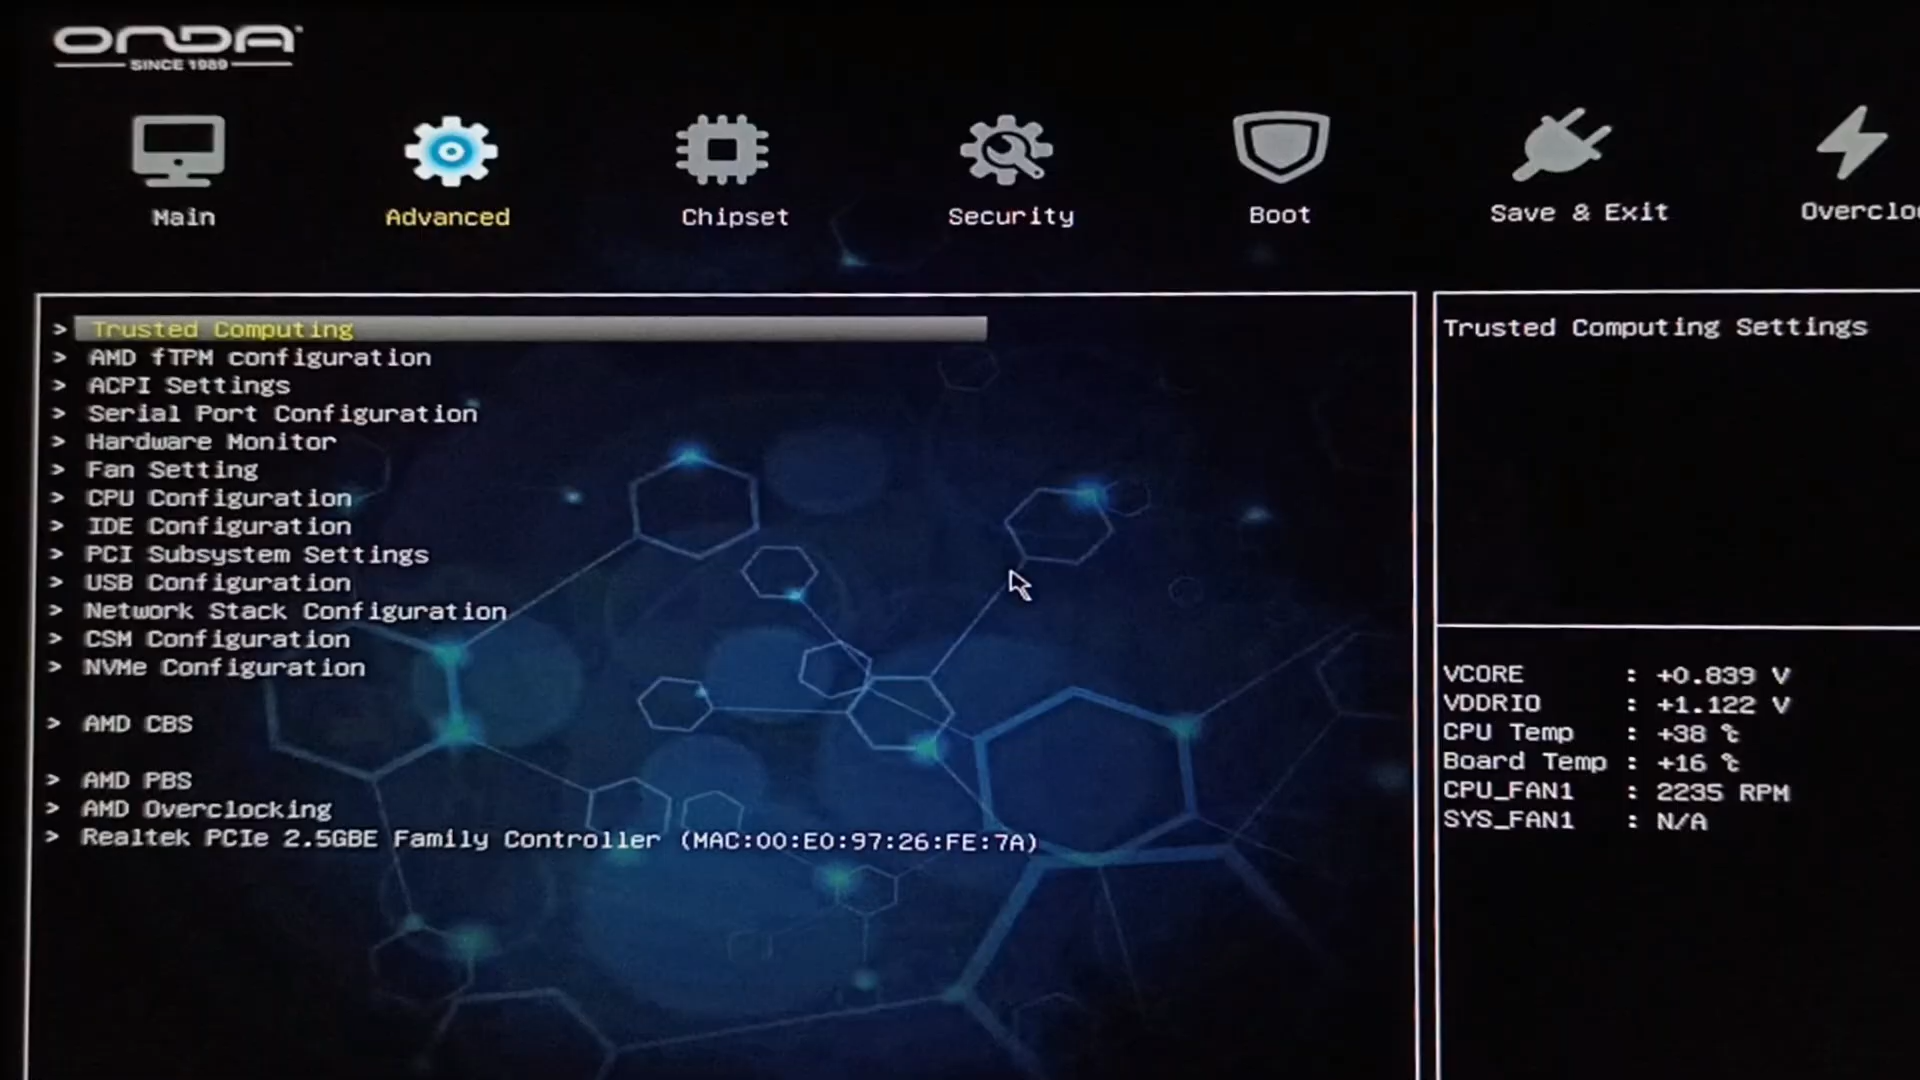 ONDA
SINCE 1989
Main
Advanced
Chipset
Security
Boot
Save & Exit
Overclo
> Trusted Computing
> AMD fTPM configuration
> ACPI Settings
> Serial Port Configuration
> Hardware Monitor
> Fan Setting
> CPU Configuration
> IDE Configuration
> PCI Subsystem Settings
> USB Configuration
> Network Stack Configuration
> CSM Configuration
> NVMe Configuration
> AMD CBS
> AMD PBS
> AMD Overclocking
> Realtek PCIe 2.5GBE Family Controller (MAC:00:E0:97:26:FE:7A)
Trusted Computing Settings
VCORE : +0.839 V
VDDRIO : +1.122 V
CPU Temp : +38 ℃
Board Temp : +16 ℃
CPU_FAN1 : 2235 RPM
SYS_FAN1 : N/A